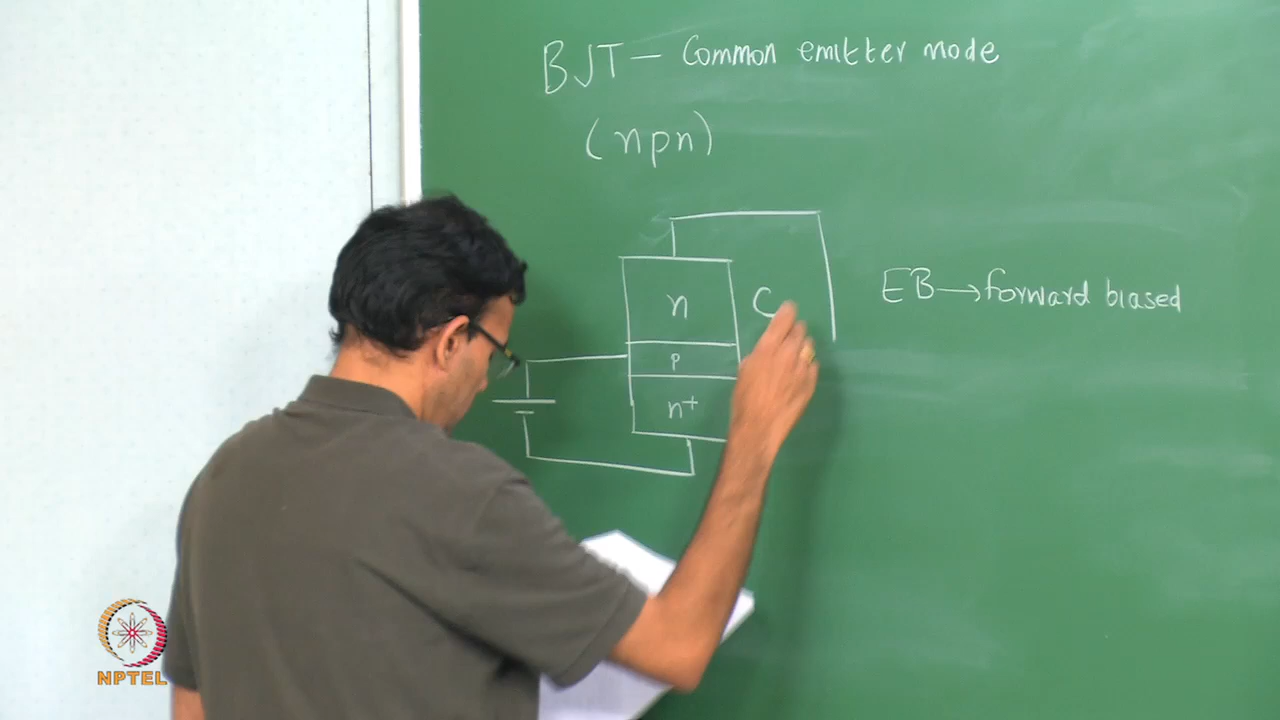 BJT – Common emitter mode
(npn)
n
C
EB → forward biased
p
n+
NPTEL